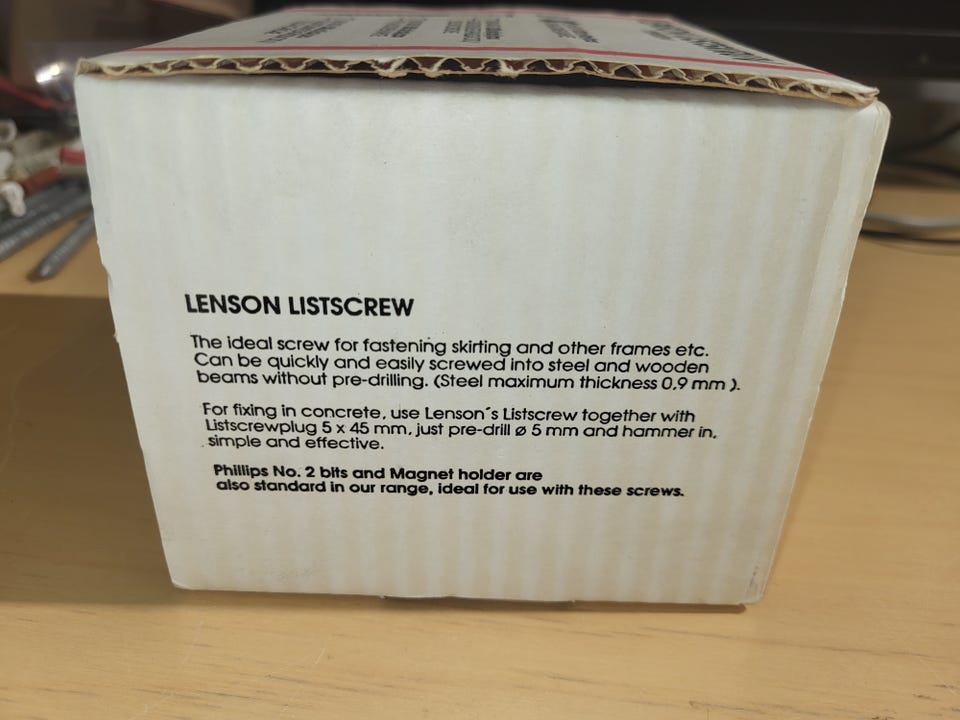 LENSON LISTSCREW
The ideal screw for fastening skirting and other frames etc.
Can be quickly and easily screwed into steel and wooden
beams without pre-drilling. (Steel maximum thickness 0,9 mm ).
For fixing in concrete, use Lenson´s Listscrew together with
Listscrewplug 5 x 45 mm, just pre-drill ø 5 mm and hammer in,
simple and effective.
Phillips No. 2 bits and Magnet holder are
also standard in our range, ideal for use with these screws.